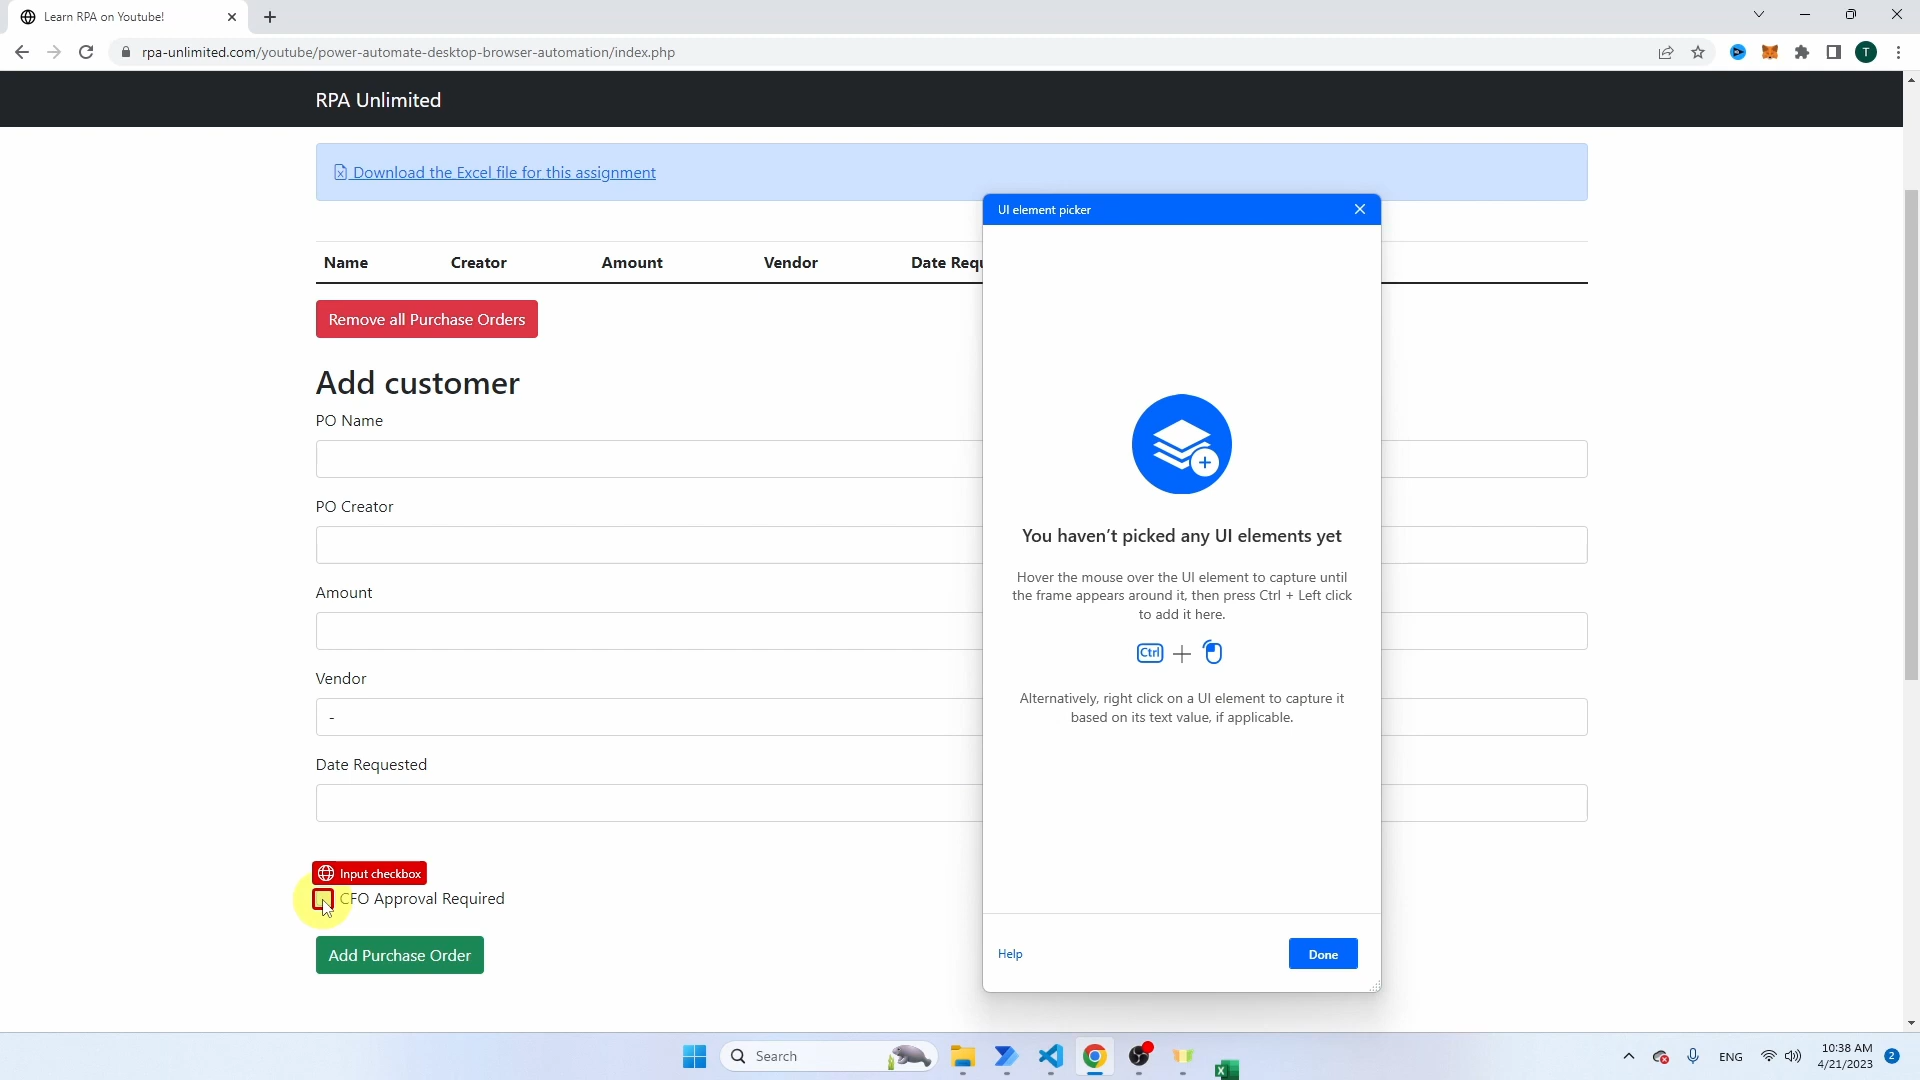 Learn RPA on Youtube!
rpa-unlimited.com/youtube/power-automate-desktop-browser-automation/index.php
T
RPA Unlimited
Download the Excel file for this assignment
UI element picker
Name Creator Amount Vendor Date Requ
Remove all Purchase Orders
Add customer
PO Name
PO Creator
Amount
Vendor
-
Date Requested
Input checkbox
CFO Approval Required
Add Purchase Order
You haven't picked any UI elements yet
Hover the mouse over the UI element to capture until
the frame appears around it, then press Ctrl + Left click
to add it here.
Ctrl +
Alternatively, right click on a UI element to capture it
based on its text value, if applicable.
Help
Done
Search
ENG
10:38 AM
4/21/2023
2